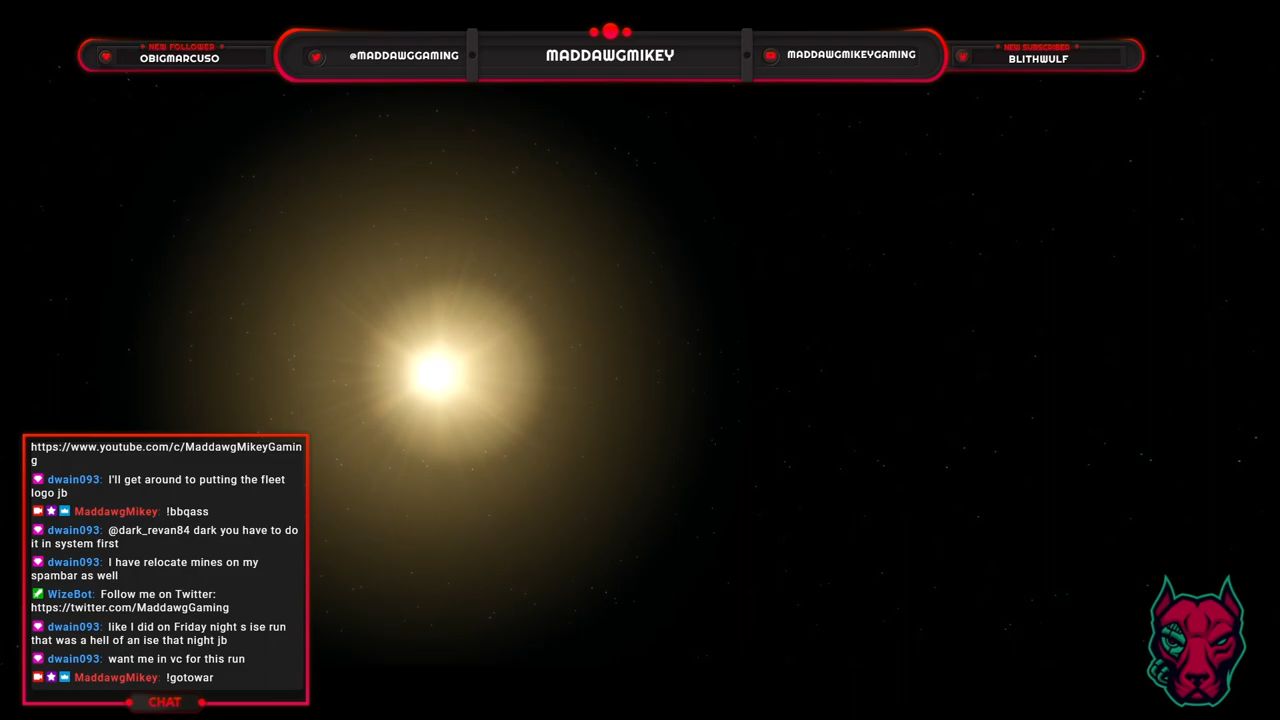 NEW FOLLOWER
OBIGMARCUSO
@MADDAWGGAMING
MADDAWGMIKEY
MADDAWGMIKEYGAMING
NEW SUBSCRIBER
BLITHWULF
https://www.youtube.com/c/MaddawgMikeyGamin
g
dwain093: I'll get around to putting the fleet
logo jb
MaddawgMikey: !bbqass
dwain093: @dark_revan84 dark you have to do
it in system first
dwain093: I have relocate mines on my
spambar as well
WizeBot: Follow me on Twitter:
https://twitter.com/MaddawgGaming
dwain093: like I did on Friday night s ise run
that was a hell of an ise that night jb
dwain093: want me in vc for this run
MaddawgMikey: !gotowar
CHAT